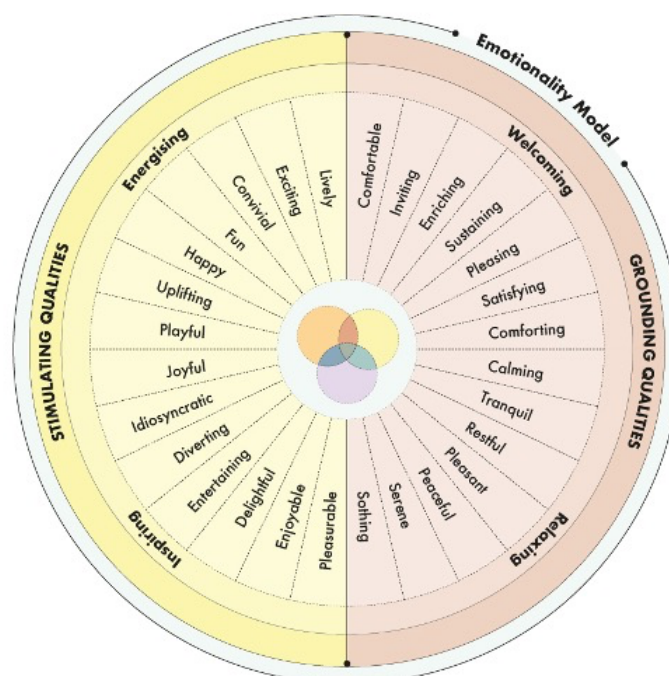 Emotionality Model
STIMULATING QUALITIES
GROUNDING QUALITIES
Energising
Welcoming
Inspiring
Relaxing
Lively
Exciting
Convivial
Fun
Happy
Uplifting
Playful
Joyful
Idiosyncratic
Diverting
Entertaining
Delightful
Enjoyable
Pleasurable
Comfortable
Inviting
Enriching
Sustaining
Pleasing
Satisfying
Comforting
Calming
Tranquil
Restful
Pleasant
Peaceful
Serene
Sothing